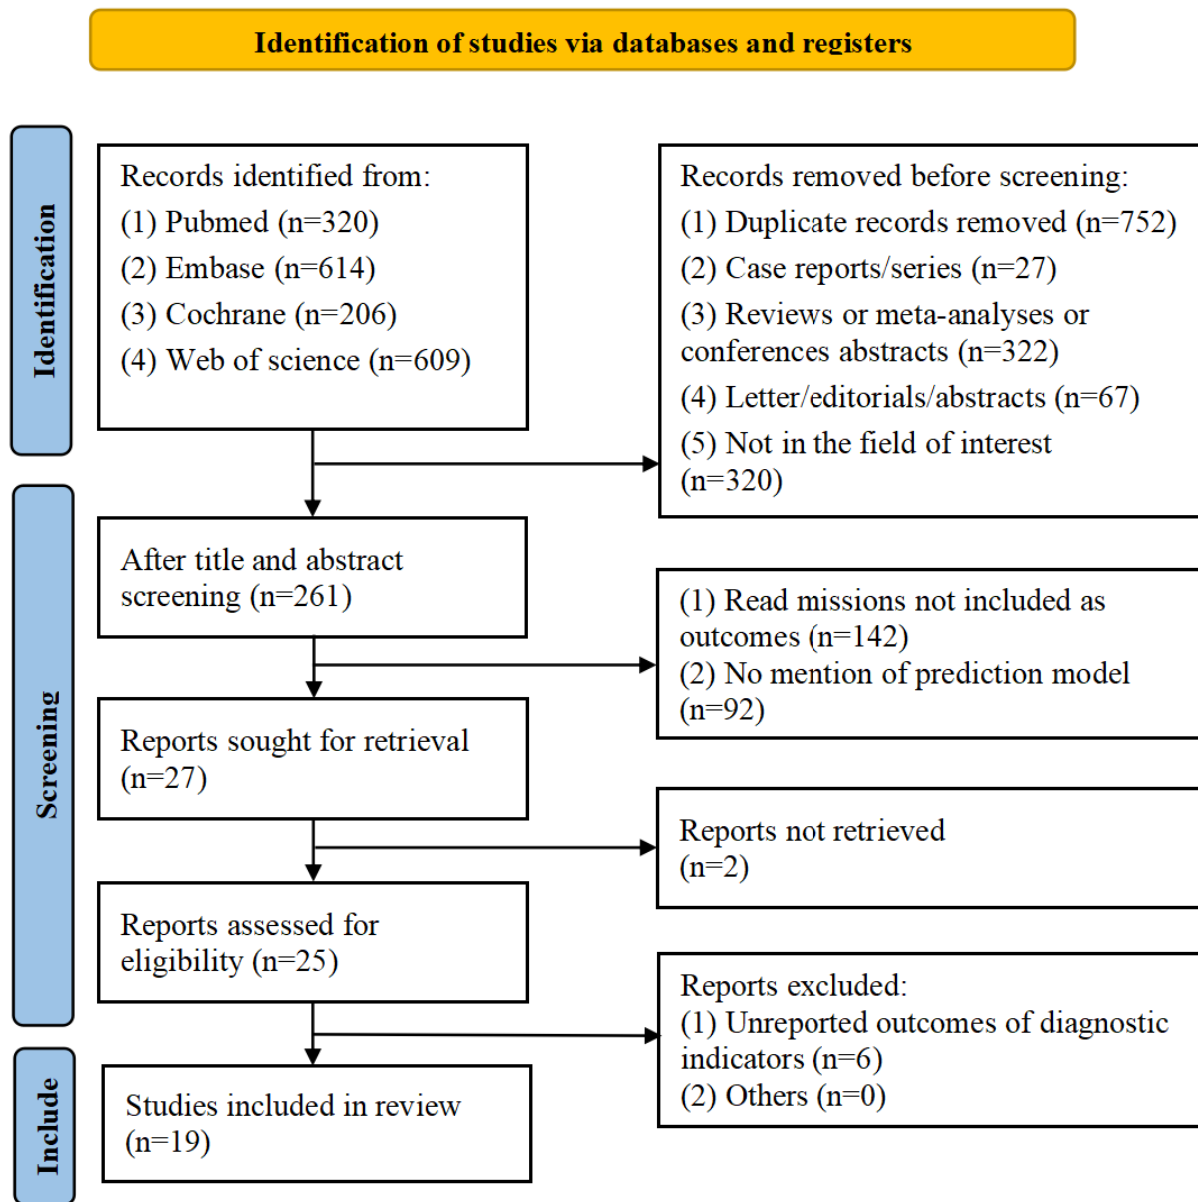 Identification of studies via databases and registers
Identification
Records identified from:
(1) Pubmed (n=320)
(2) Embase (n=614)
(3) Cochrane (n=206)
(4) Web of science (n=609)
Records removed before screening:
(1) Duplicate records removed (n=752)
(2) Case reports/series (n=27)
(3) Reviews or meta-analyses or
conferences abstracts (n=322)
(4) Letter/editorials/abstracts (n=67)
(5) Not in the field of interest
(n=320)
Screening
After title and abstract
screening (n=261)
(1) Read missions not included as
outcomes (n=142)
(2) No mention of prediction model
(n=92)
Reports sought for retrieval
(n=27)
Reports not retrieved
(n=2)
Reports assessed for
eligibility (n=25)
Reports excluded:
(1) Unreported outcomes of diagnostic
indicators (n=6)
(2) Others (n=0)
Include
Studies included in review
(n=19)